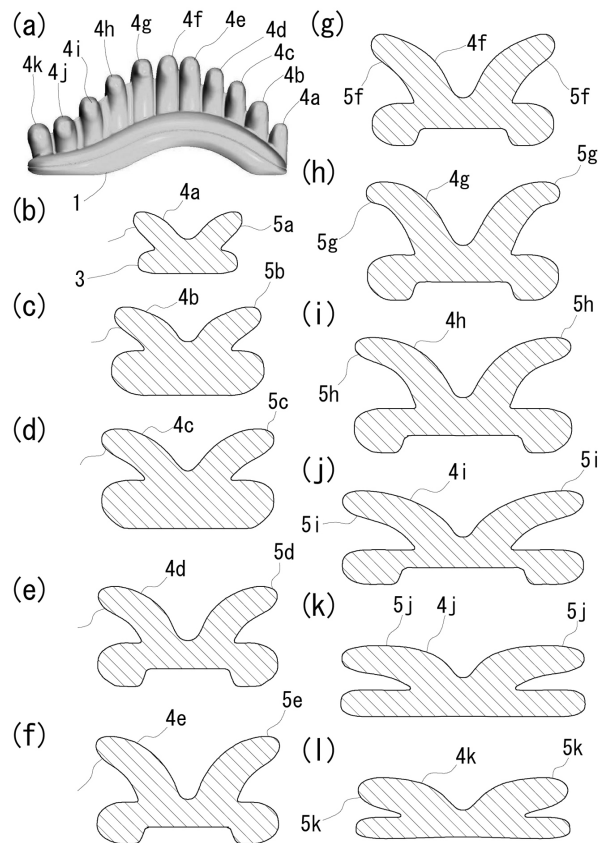 (a)
4k 4j 4i 4h 4g 4f 4e 4d 4c 4b 4a
1
(b)
4a
5a
3
(c)
4b
5b
(d)
4c
5c
(e)
4d
5d
(f)
4e
5e
(g)
4f
5f 5f
(h)
4g
5g
5g
(i)
4h
5h
5h
(j)
4i
5i
5i
(k)
5j 4j 5j
(l)
4k
5k
5k